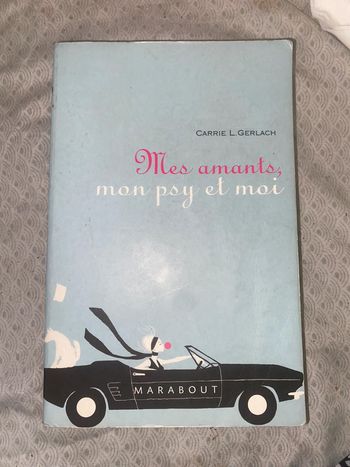 CARRIE L. GERLACH
Mes amants,
mon psy et moi
MARABOUT